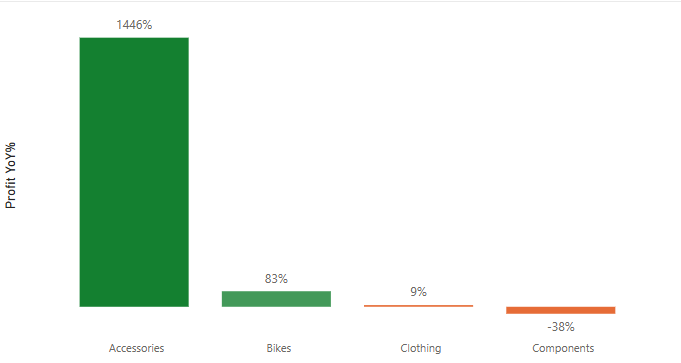 Profit YoY%
1446%
83%
9%
-38%
Accessories
Bikes
Clothing
Components